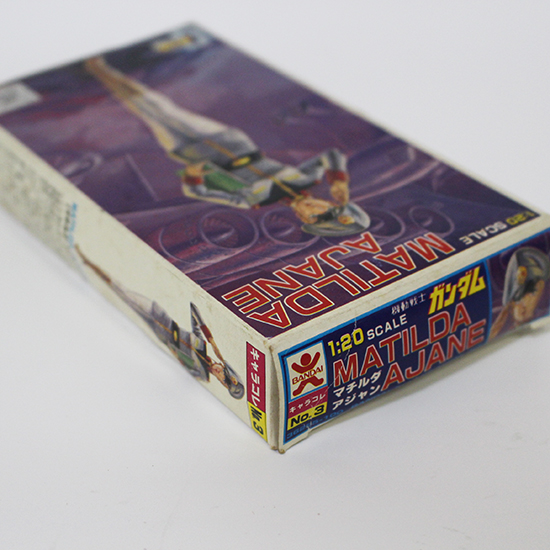 1:20 SCALE
MATILDA
AJANE
機動戦士
ガンダム
1:20 SCALE
MATILDA
AJANE
BANDAI
マチルダ
アジャン
キャラコレ
No.3
キャラコレ No.3